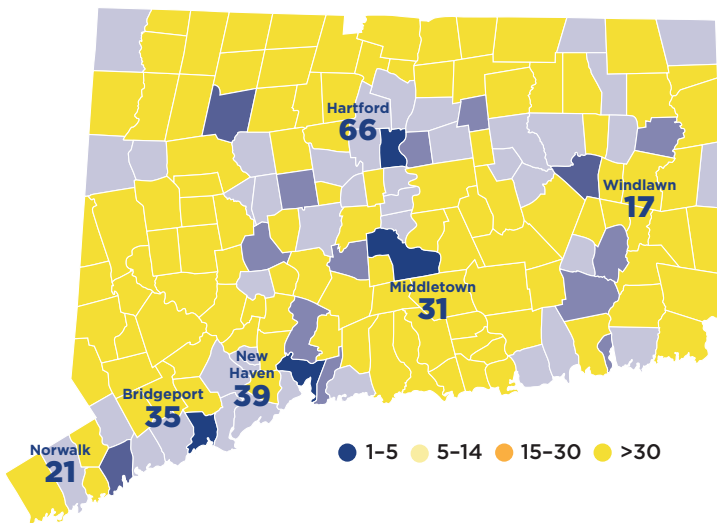 Hartford
66
Windlawn
17
Middletown
31
New
Haven
39
Bridgeport
35
Norwalk
21
1–5 5–14 15–30 >30